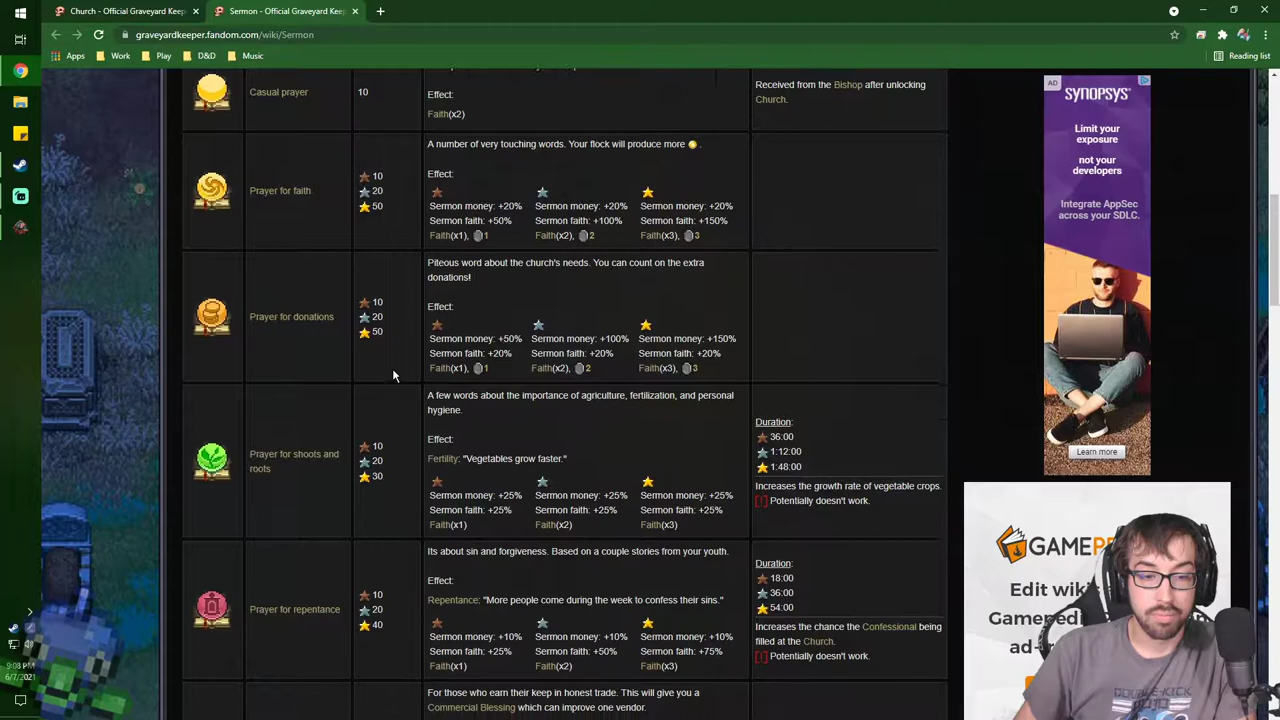 Church - Official Graveyard Keep
Sermon - Official Graveyard Kee
graveyardkeeper.fandom.com/wiki/Sermon
Apps Work Play D&D Music Reading list
Casual prayer
10
Effect:
Faith(x2)
Received from the Bishop after unlocking
Church.
Prayer for faith
10
20
50
A number of very touching words. Your flock will produce more .
Effect:
Sermon money: +20% Sermon money: +20% Sermon money: +20%
Sermon faith: +50% Sermon faith: +100% Sermon faith: +150%
Faith(x1), 1 Faith(x2), 2 Faith(x3), 3
Prayer for donations
10
20
50
Piteous word about the church's needs. You can count on the extra
donations!
Effect:
Sermon money: +50% Sermon money: +100% Sermon money: +150%
Sermon faith: +20% Sermon faith: +20% Sermon faith: +20%
Faith(x1), 1 Faith(x2), 2 Faith(x3), 3
Prayer for shoots and
roots
10
20
30
A few words about the importance of agriculture, fertilization, and personal
hygiene.
Effect:
Fertility: "Vegetables grow faster."
Sermon money: +25% Sermon money: +25% Sermon money: +25%
Sermon faith: +25% Sermon faith: +25% Sermon faith: +25%
Faith(x1) Faith(x2) Faith(x3)
Duration:
36:00
1:12:00
1:48:00
Increases the growth rate of vegetable crops.
[!] Potentially doesn't work.
Prayer for repentance
10
20
40
Its about sin and forgiveness. Based on a couple stories from your youth.
Effect:
Repentance: "More people come during the week to confess their sins."
Sermon money: +10% Sermon money: +10% Sermon money: +10%
Sermon faith: +25% Sermon faith: +50% Sermon faith: +75%
Faith(x1) Faith(x2) Faith(x3)
Duration:
18:00
36:00
54:00
Increases the chance the Confessional being
filled at the Church.
[!] Potentially doesn't work.
For those who earn their keep in honest trade. This will give you a
Commercial Blessing which can improve one vendor.
AD
SYNOPSYS
Limit your
exposure
not your
developers
Integrate AppSec
across your SDLC.
Learn more
GAMEPE
Edit wikis
Gamepedi
ad-
DOUBLE-KICK
9:08 PM
6/7/2021